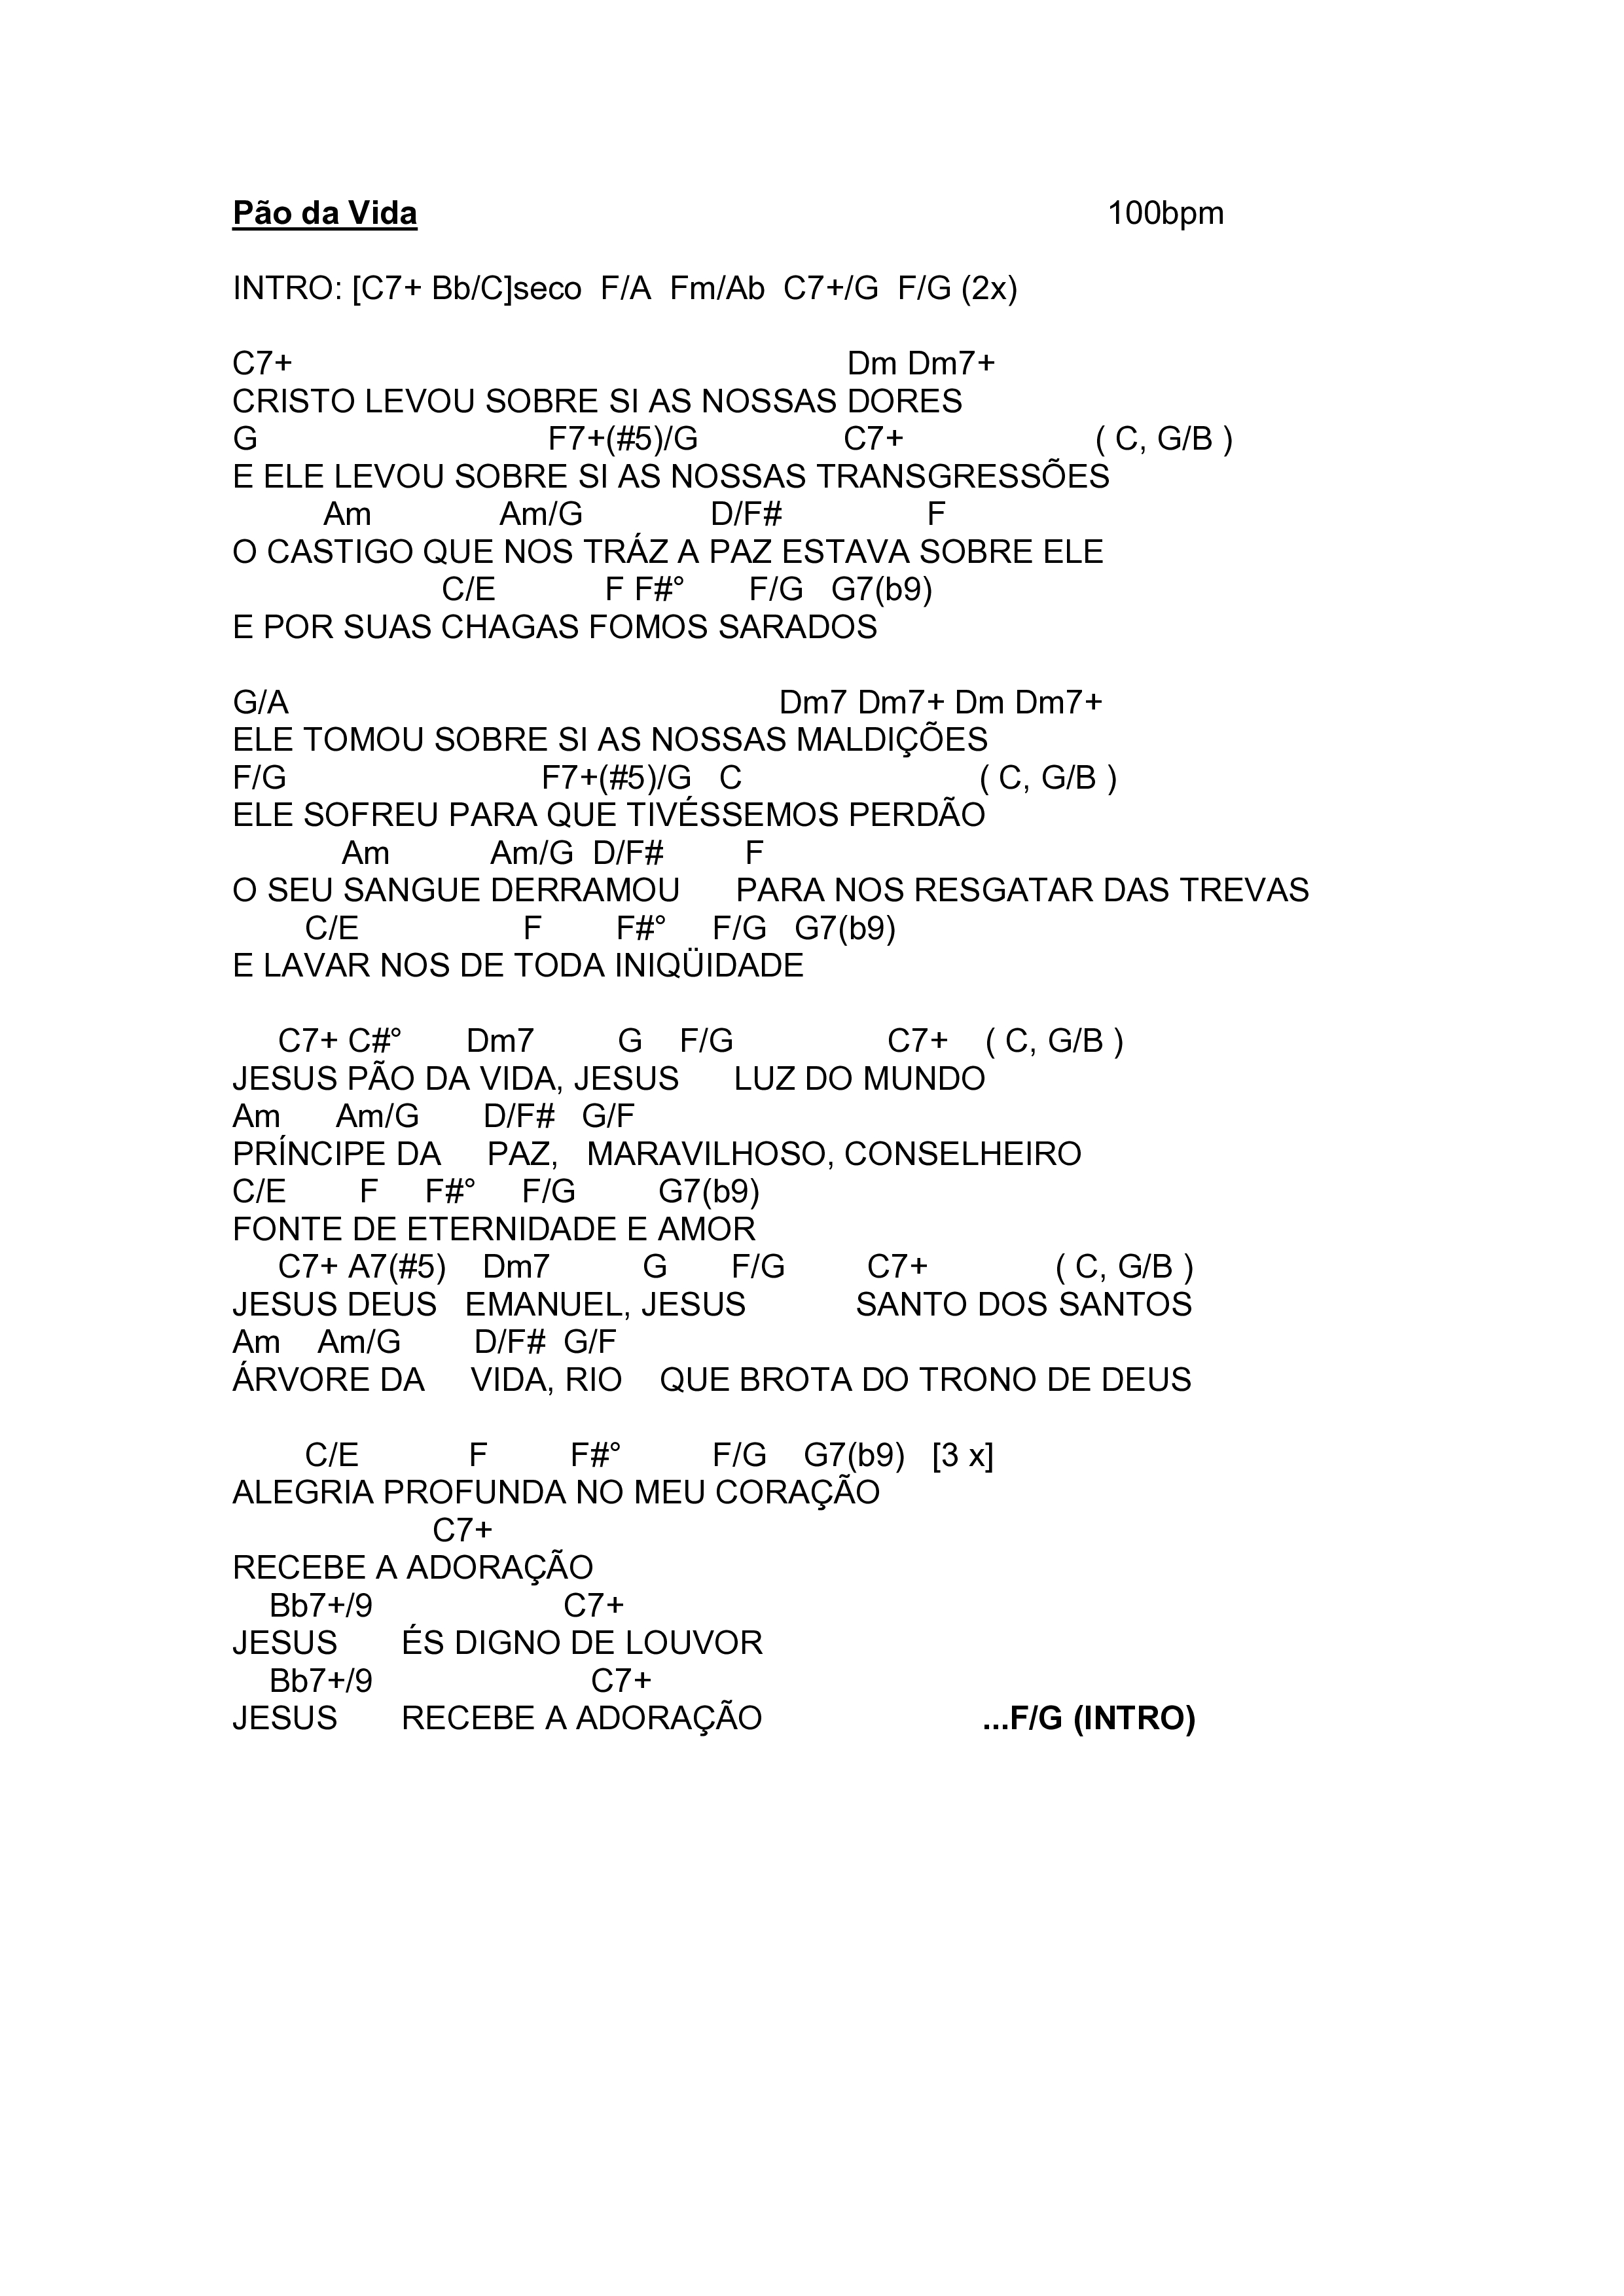 Pão da Vida 100bpm
INTRO: [C7+ Bb/C]seco F/A Fm/Ab C7+/G F/G (2x)
C7+ Dm Dm7+
CRISTO LEVOU SOBRE SI AS NOSSAS DORES
G F7+(#5)/G C7+ ( C, G/B )
E ELE LEVOU SOBRE SI AS NOSSAS TRANSGRESSÕES
Am Am/G D/F# F
O CASTIGO QUE NOS TRÁZ A PAZ ESTAVA SOBRE ELE
C/E F F#° F/G G7(b9)
E POR SUAS CHAGAS FOMOS SARADOS
G/A Dm7 Dm7+ Dm Dm7+
ELE TOMOU SOBRE SI AS NOSSAS MALDIÇÕES
F/G F7+(#5)/G C ( C, G/B )
ELE SOFREU PARA QUE TIVÉSSEMOS PERDÃO
Am Am/G D/F# F
O SEU SANGUE DERRAMOU PARA NOS RESGATAR DAS TREVAS
C/E F F#° F/G G7(b9)
E LAVAR NOS DE TODA INIQÜIDADE
C7+ C#° Dm7 G F/G C7+ ( C, G/B )
JESUS PÃO DA VIDA, JESUS LUZ DO MUNDO
Am Am/G D/F# G/F
PRÍNCIPE DA PAZ, MARAVILHOSO, CONSELHEIRO
C/E F F#° F/G G7(b9)
FONTE DE ETERNIDADE E AMOR
C7+ A7(#5) Dm7 G F/G C7+ ( C, G/B )
JESUS DEUS EMANUEL, JESUS SANTO DOS SANTOS
Am Am/G D/F# G/F
ÁRVORE DA VIDA, RIO QUE BROTA DO TRONO DE DEUS
C/E F F#° F/G G7(b9) [3 x]
ALEGRIA PROFUNDA NO MEU CORAÇÃO
C7+
RECEBE A ADORAÇÃO
Bb7+/9 C7+
JESUS ÉS DIGNO DE LOUVOR
Bb7+/9 C7+
JESUS RECEBE A ADORAÇÃO ...F/G (INTRO)